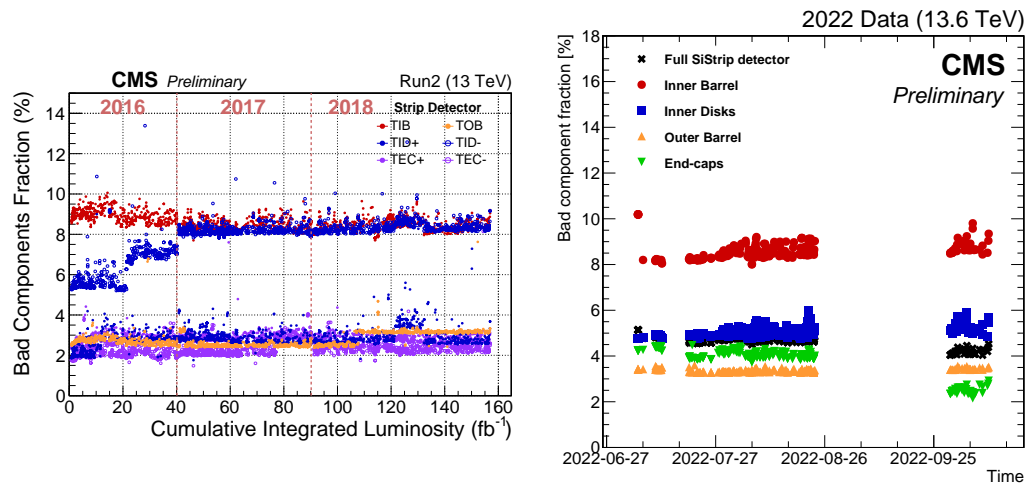 CMS Preliminary Run2 (13 TeV)
Bad Components Fraction (%)
14
12
10
8
6
4
2
0
2016 2017 2018
Strip Detector
TIB TOB
TID+ TID-
TEC+ TEC-
0 20 40 60 80 100 120 140 160
Cumulative Integrated Luminosity (fb⁻¹)
2022 Data (13.6 TeV)
Bad component fraction [%]
18
16
14
12
10
8
6
4
2
0
CMS
Preliminary
Full SiStrip detector
Inner Barrel
Inner Disks
Outer Barrel
End-caps
2022-06-27 2022-07-27 2022-08-26 2022-09-25
Time